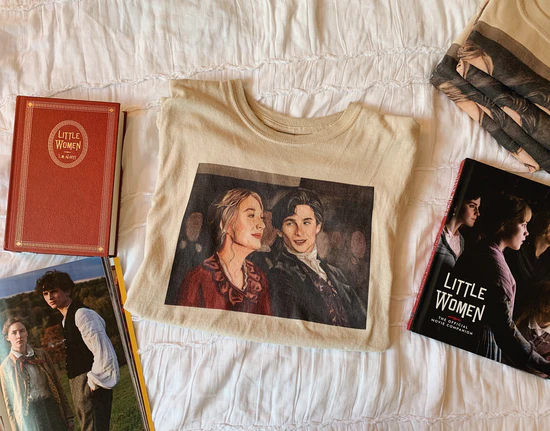 LITTLE
WOMEN
L.M. ALCOTT
LITTLE
WOMEN
THE OFFICIAL
MOVIE COMPANION